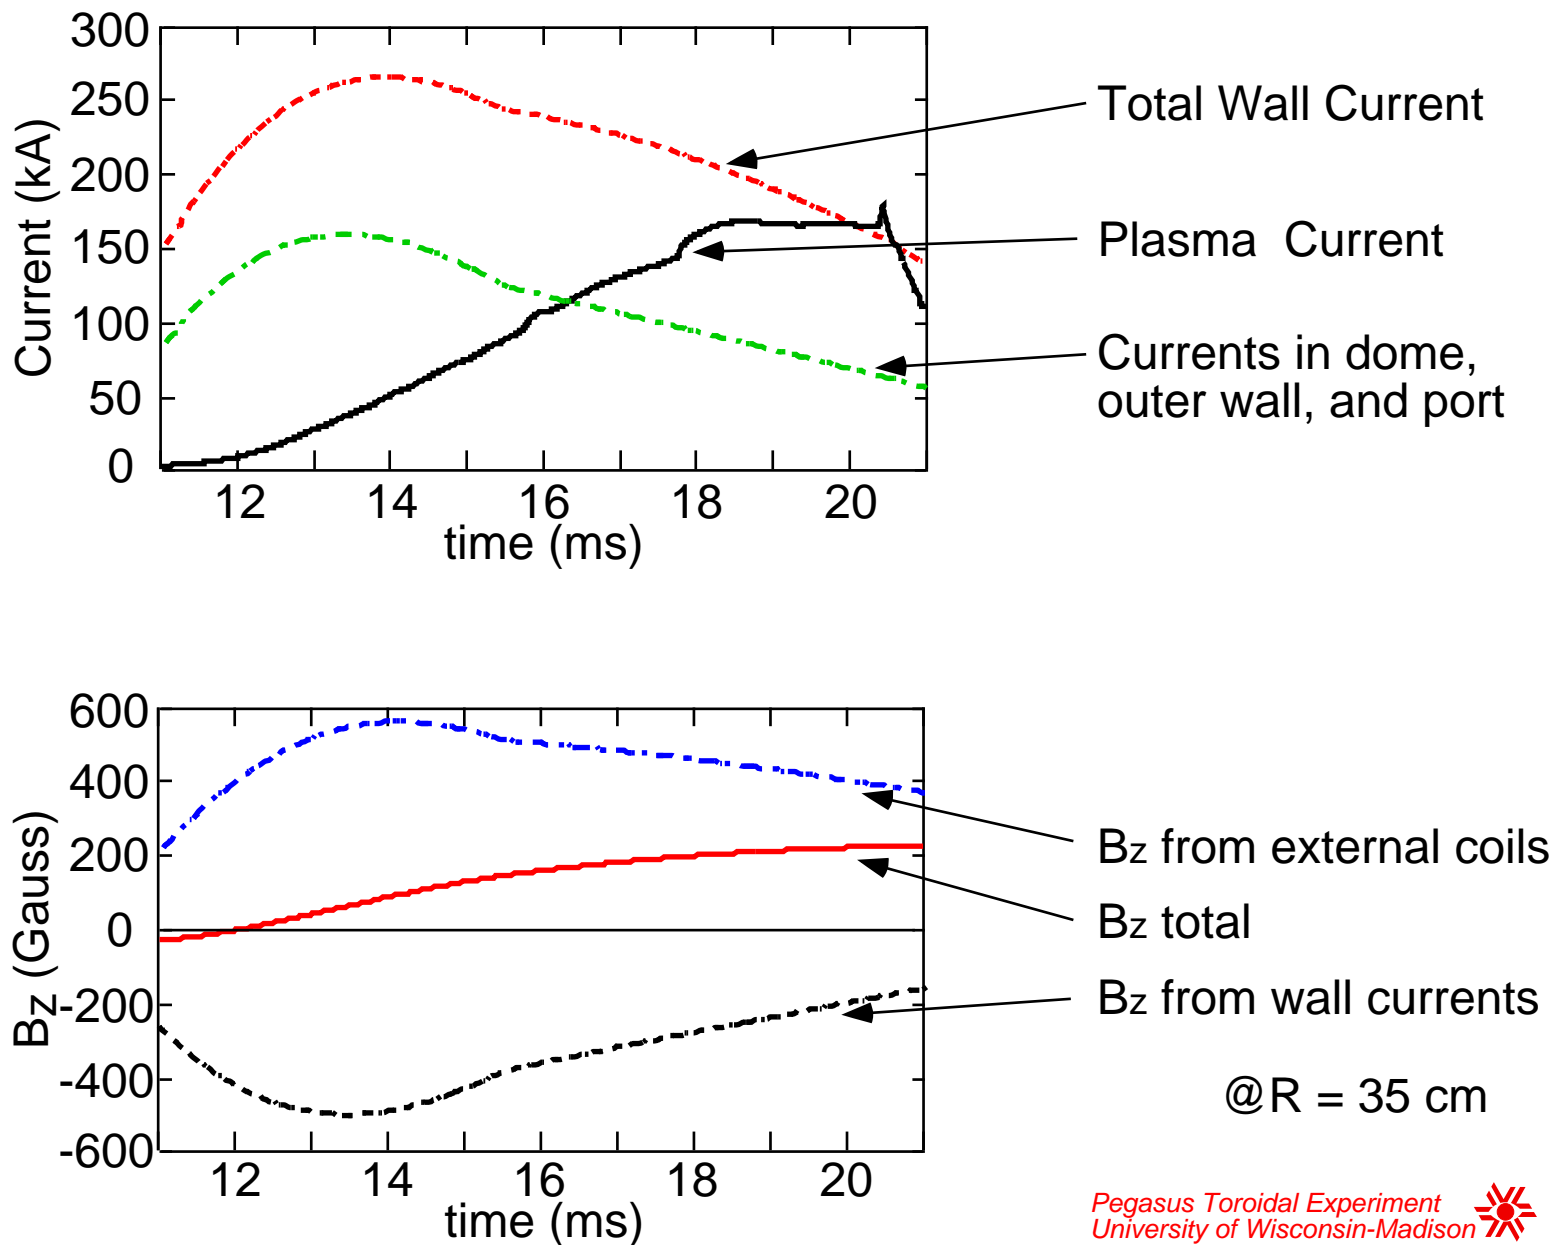 300
250
200
150
100
50
0
Current (kA)
12 14 16 18 20
time (ms)
Total Wall Current
Plasma Current
Currents in dome,
outer wall, and port
600
400
200
0
-200
-400
-600
Bz (Gauss)
12 14 16 18 20
time (ms)
Bz from external coils
Bz total
Bz from wall currents
@R = 35 cm
Pegasus Toroidal Experiment
University of Wisconsin-Madison